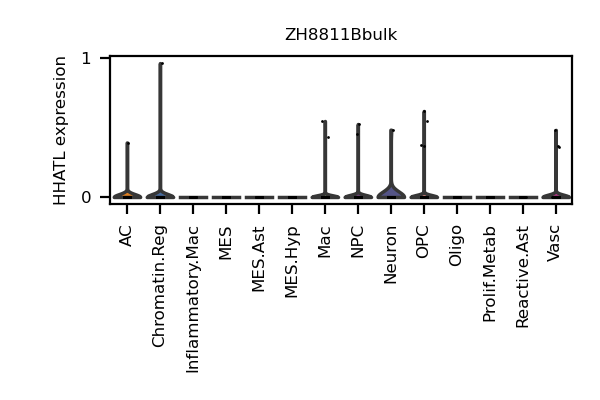 ZH8811Bbulk
HHATL expression
1
0
AC
Chromatin.Reg
Inflammatory.Mac
MES
MES.Ast
MES.Hyp
Mac
NPC
Neuron
OPC
Oligo
Prolif.Metab
Reactive.Ast
Vasc